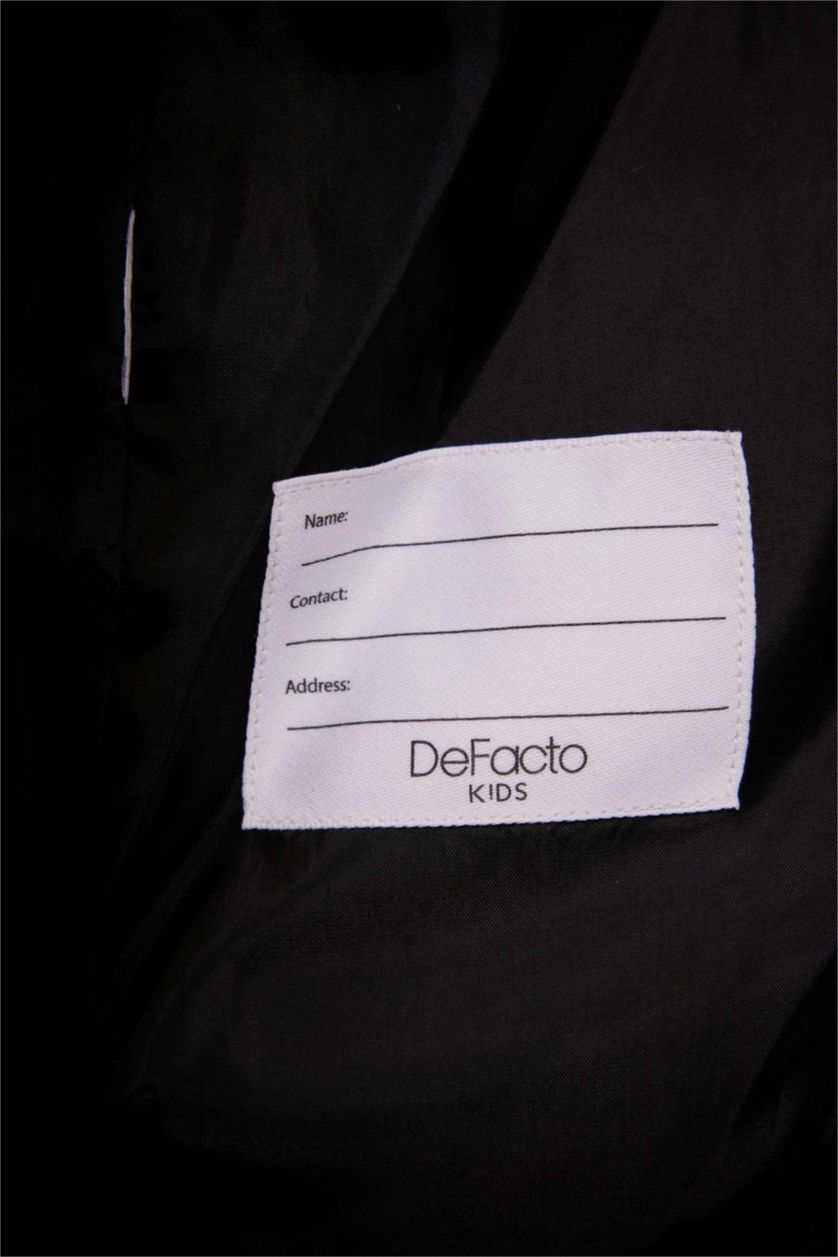 Name:
Contact:
Address:
DeFacto
KIDS